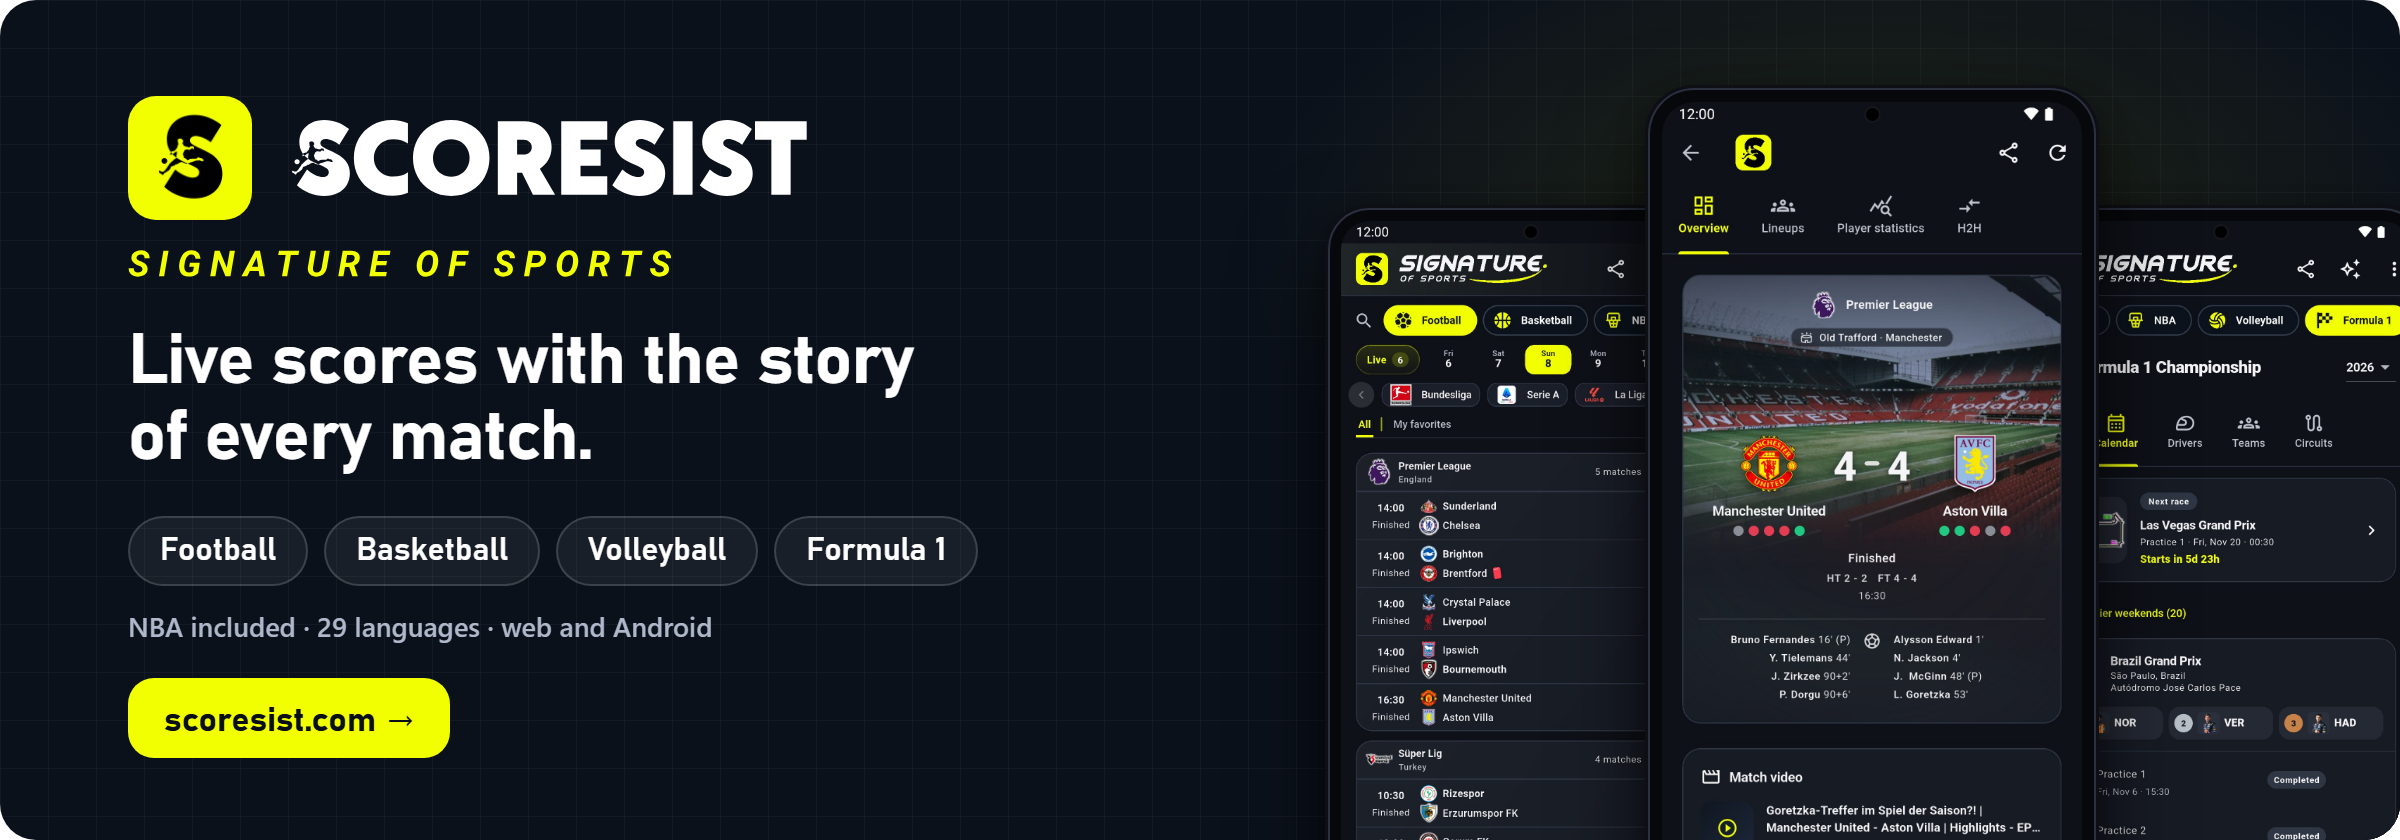 SCORESIST
SIGNATURE OF SPORTS
Live scores with the story
of every match.
Football
Basketball
Volleyball
Formula 1
NBA included · 29 languages · web and Android
scoresist.com →
12:00
SIGNATURE
OF SPORTS
Football
Basketball
NB
Live 6
Fri 6
Sat 7
Sun 8
Mon 9
Bundesliga
Serie A
La Liga
All
My favorites
Premier League
England
5 matches
14:00 Sunderland
Finished Chelsea
14:00 Brighton
Finished Brentford
14:00 Crystal Palace
Finished Liverpool
14:00 Ipswich
Finished Bournemouth
16:30 Manchester United
Finished Aston Villa
Süper Lig
Turkey
4 matches
10:30 Rizespor
Finished Erzurumspor FK
12:00
Overview
Lineups
Player statistics
H2H
Premier League
Old Trafford · Manchester
4 - 4
Manchester United
Aston Villa
Finished
HT 2 - 2 FT 4 - 4
16:30
Bruno Fernandes 16' (P)
Y. Tielemans 44'
J. Zirkzee 90+2'
P. Dorgu 90+6'
Alysson Edward 1'
N. Jackson 4'
J. McGinn 48' (P)
L. Goretzka 53'
Match video
Goretzka-Treffer im Spiel der Saison?! |
Manchester United - Aston Villa | Highlights - EP...
SIGNATURE
OF SPORTS
NBA
Volleyball
Formula 1
rmula 1 Championship
2026
Calendar
Drivers
Teams
Circuits
Next race
Las Vegas Grand Prix
Practice 1 · Fri, Nov 20 · 00:30
Starts in 5d 23h
ier weekends (20)
Brazil Grand Prix
São Paulo, Brazil
Autódromo José Carlos Pace
NOR
2 VER
3 HAD
Practice 1
Fri, Nov 6 · 15:30
Completed
Practice 2
Completed